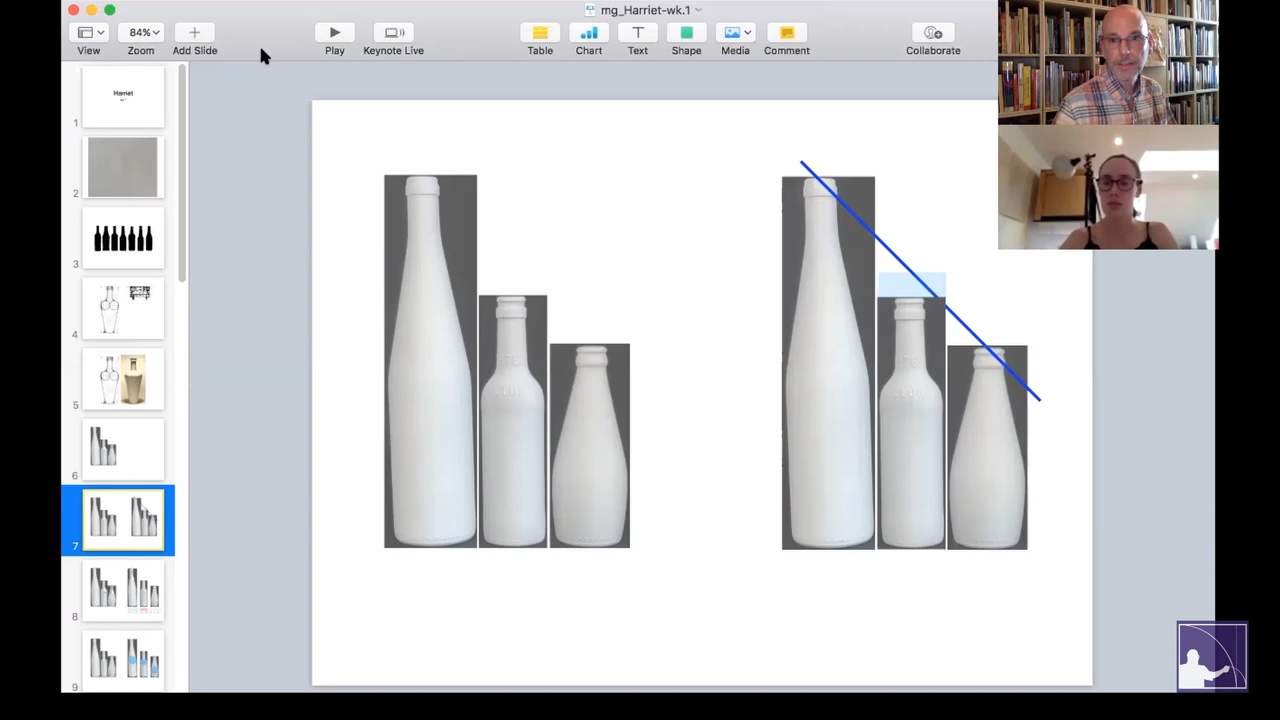 mg_Harriet-wk.1
84%
View
Zoom
Add Slide
Play
Keynote Live
Table
Chart
Text
Shape
Media
Comment
Collaborate
Harriet
1
2
3
4
5
6
7
8
9